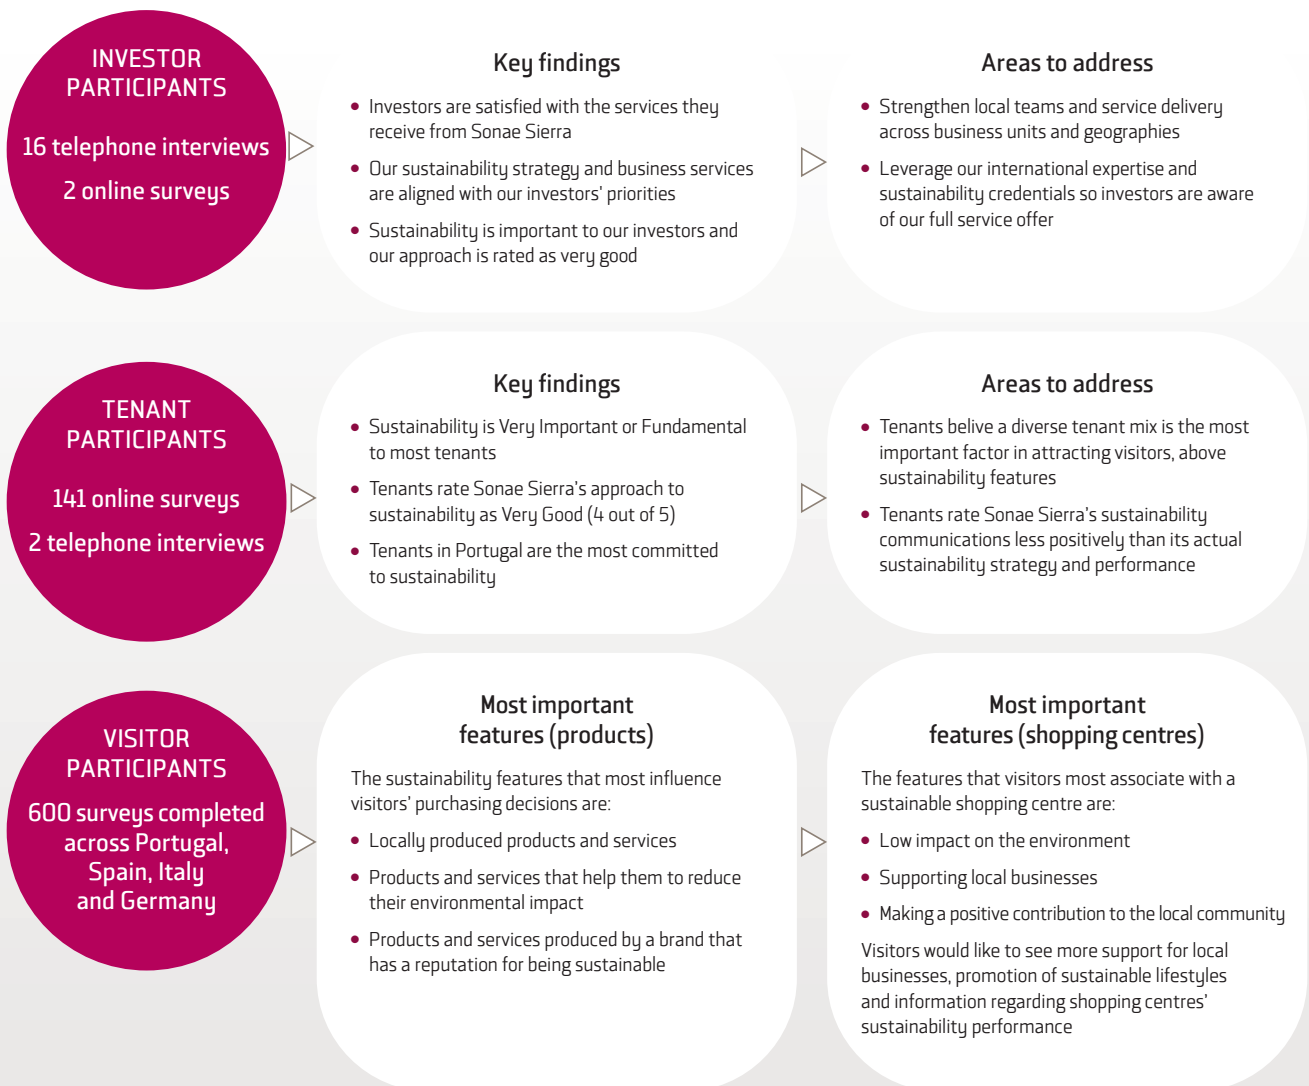 INVESTOR
PARTICIPANTS
16 telephone interviews
2 online surveys
Key findings
• Investors are satisfied with the services they
receive from Sonae Sierra
• Our sustainability strategy and business services
are aligned with our investors' priorities
• Sustainability is important to our investors and
our approach is rated as very good
Areas to address
• Strengthen local teams and service delivery
across business units and geographies
• Leverage our international expertise and
sustainability credentials so investors are aware
of our full service offer
TENANT
PARTICIPANTS
141 online surveys
2 telephone interviews
Key findings
• Sustainability is Very Important or Fundamental
to most tenants
• Tenants rate Sonae Sierra's approach to
sustainability as Very Good (4 out of 5)
• Tenants in Portugal are the most committed
to sustainability
Areas to address
• Tenants belive a diverse tenant mix is the most
important factor in attracting visitors, above
sustainability features
• Tenants rate Sonae Sierra's sustainability
communications less positively than its actual
sustainability strategy and performance
VISITOR
PARTICIPANTS
600 surveys completed
across Portugal,
Spain, Italy
and Germany
Most important
features (products)
The sustainability features that most influence
visitors' purchasing decisions are:
• Locally produced products and services
• Products and services that help them to reduce
their environmental impact
• Products and services produced by a brand that
has a reputation for being sustainable
Most important
features (shopping centres)
The features that visitors most associate with a
sustainable shopping centre are:
• Low impact on the environment
• Supporting local businesses
• Making a positive contribution to the local community
Visitors would like to see more support for local
businesses, promotion of sustainable lifestyles
and information regarding shopping centres'
sustainability performance